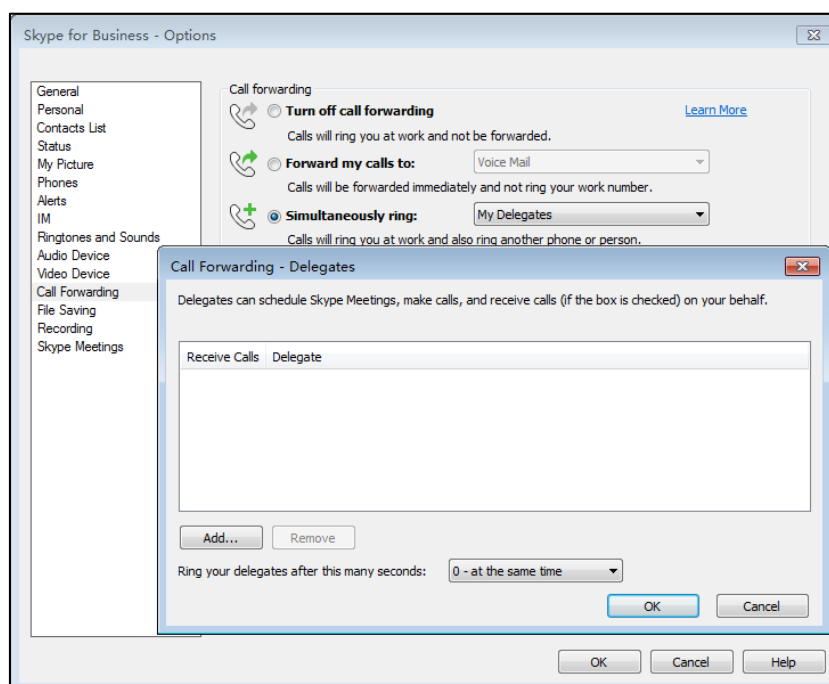 Skype for Business - Options
General
Personal
Contacts List
Status
My Picture
Phones
Alerts
IM
Ringtones and Sounds
Audio Device
Video Device
Call Forwarding
File Saving
Recording
Skype Meetings
Call forwarding
Turn off call forwarding
Learn More
Calls will ring you at work and not be forwarded.
Forward my calls to:
Voice Mail
Calls will be forwarded immediately and not ring your work number.
Simultaneously ring:
My Delegates
Calls will ring you at work and also ring another phone or person.
Call Forwarding - Delegates
Delegates can schedule Skype Meetings, make calls, and receive calls (if the box is checked) on your behalf.
Receive Calls Delegate
Add... Remove
Ring your delegates after this many seconds: 0 - at the same time
OK Cancel
OK Cancel Help